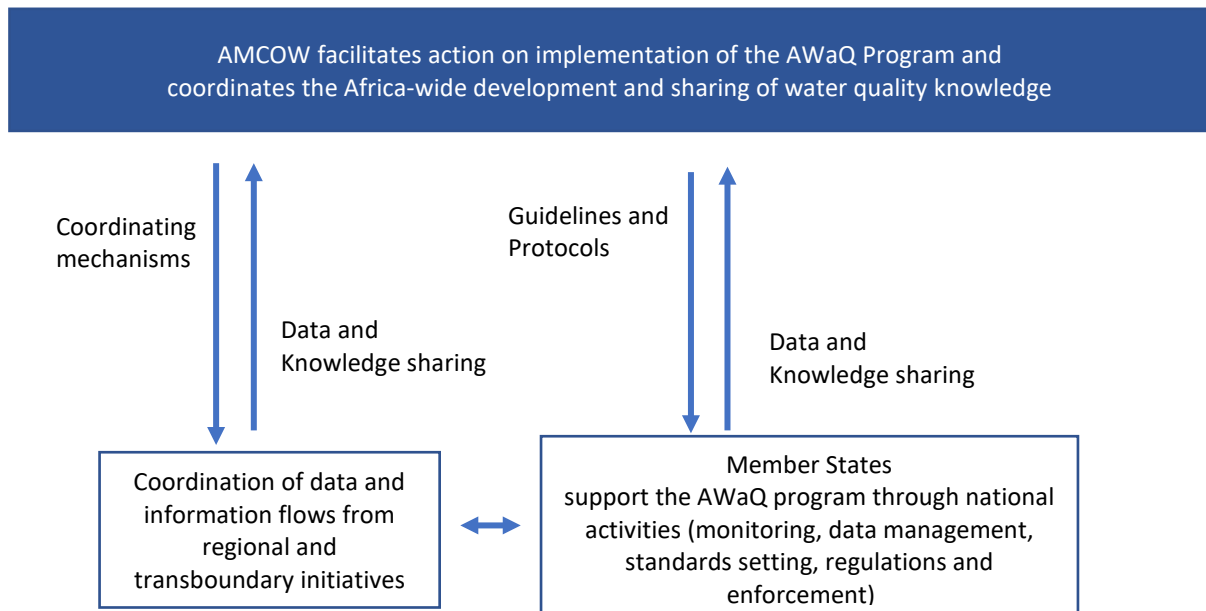 AMCOW facilitates action on implementation of the AWaQ Program and
coordinates the Africa-wide development and sharing of water quality knowledge
Coordinating
mechanisms
Data and
Knowledge sharing
Guidelines and
Protocols
Data and
Knowledge sharing
Coordination of data and
information flows from
regional and
transboundary initiatives
Member States
support the AWaQ program through national
activities (monitoring, data management,
standards setting, regulations and
enforcement)